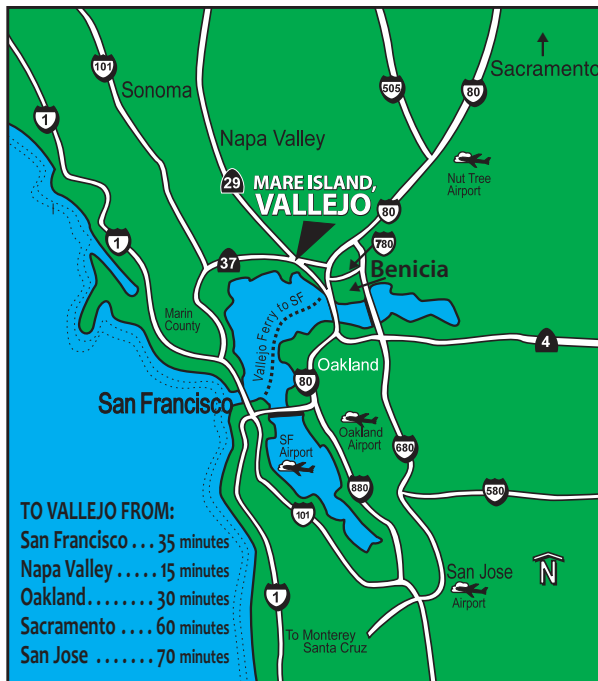 101
Sonoma
1
505
80
Sacramento
Napa Valley
Nut Tree
Airport
29
MARE ISLAND,
VALLEJO
80
780
1
37
Benicia
Marin
County
Vallejo Ferry to SF
4
Oakland
80
San Francisco
Oakland
Airport
SF
Airport
680
880
580
101
TO VALLEJO FROM:
San Francisco ... 35 minutes
Napa Valley ..... 15 minutes
Oakland........ 30 minutes
Sacramento .... 60 minutes
San Jose ....... 70 minutes
San Jose
Airport
N
1
To Monterey
Santa Cruz